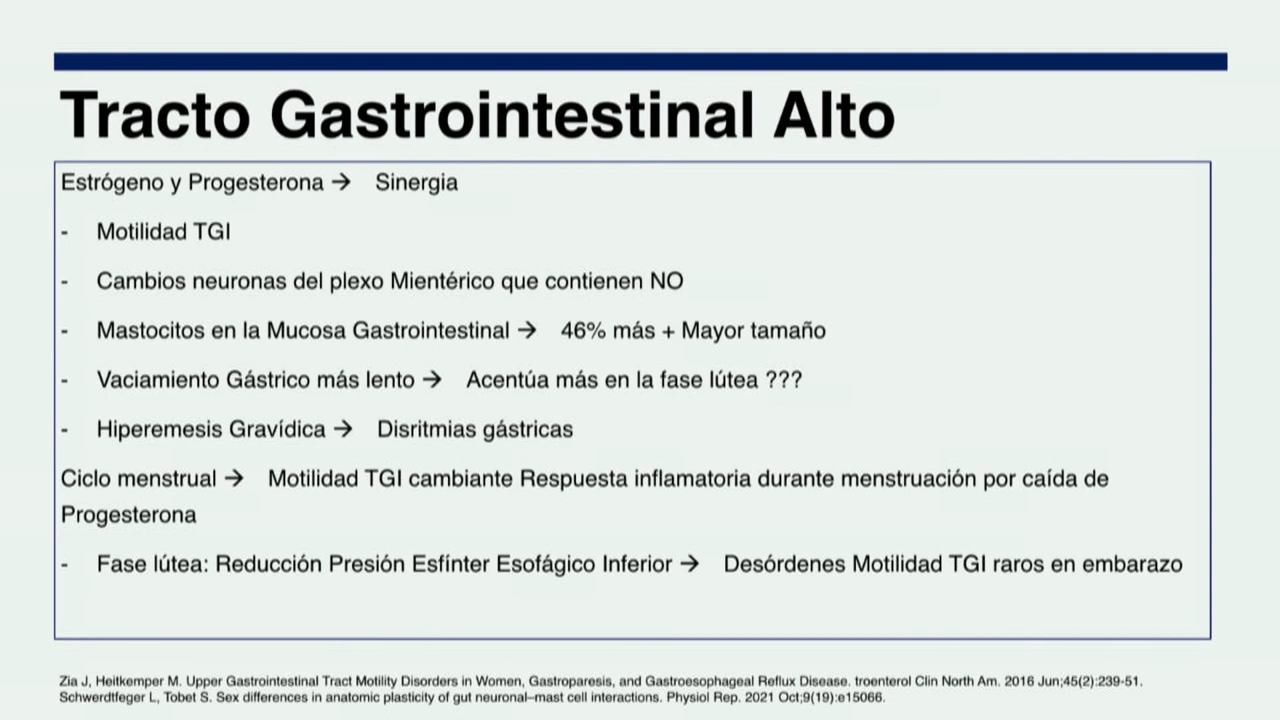 Tracto Gastrointestinal Alto
Estrógeno y Progesterona → Sinergia
- Motilidad TGI
- Cambios neuronas del plexo Mientérico que contienen NO
- Mastocitos en la Mucosa Gastrointestinal → 46% más + Mayor tamaño
- Vaciamiento Gástrico más lento → Acentúa más en la fase lútea ???
- Hiperemesis Gravídica → Disritmias gástricas
Ciclo menstrual → Motilidad TGI cambiante Respuesta inflamatoria durante menstruación por caída de
Progesterona
- Fase lútea: Reducción Presión Esfínter Esofágico Inferior → Desórdenes Motilidad TGI raros en embarazo
Zia J, Heitkemper M. Upper Gastrointestinal Tract Motility Disorders in Women, Gastroparesis, and Gastroesophageal Reflux Disease. troenterol Clin North Am. 2016 Jun;45(2):239-51.
Schwerdtfeger L, Tobet S. Sex differences in anatomic plasticity of gut neuronal–mast cell interactions. Physiol Rep. 2021 Oct;9(19):e15066.